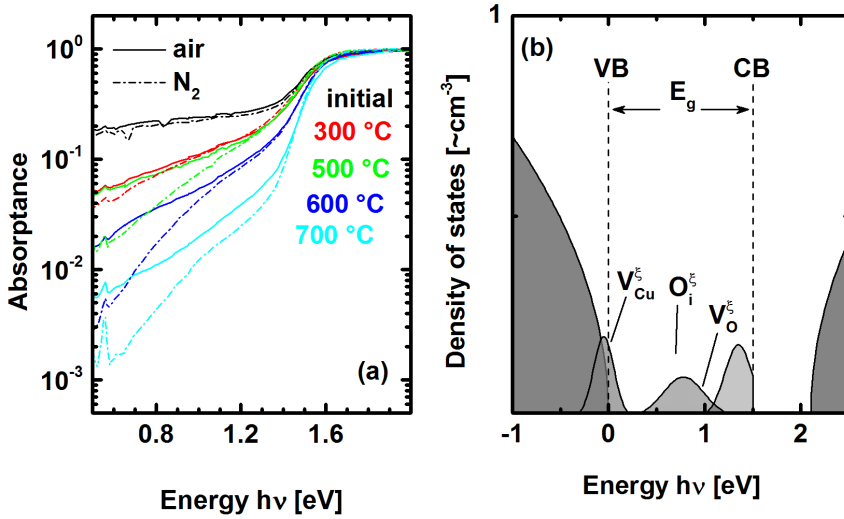 10⁰
10⁻¹
10⁻²
10⁻³
Absorptance
air
N₂
initial
300 °C
500 °C
600 °C
700 °C
(a)
0.8 1.2 1.6
Energy hν [eV]
1
(b)
VB CB
E_g
V_Cu^ξ
O_i^ξ
V_O^ξ
Density of states [~cm⁻³]
-1 0 1 2
Energy hν [eV]